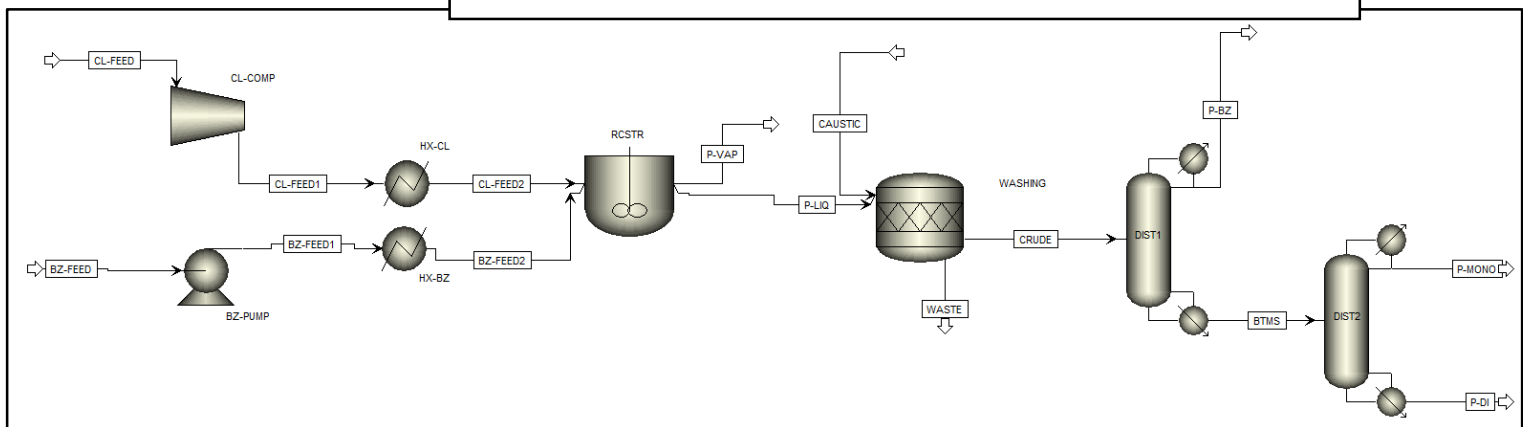 CL-FEED
CL-COMP
P-BZ
CAUSTIC
RCSTR
P-VAP
HX-CL
CL-FEED1
CL-FEED2
WASHING
P-LIQ
DIST1
CRUDE
BZ-FEED1
BZ-FEED2
BZ-FEED
HX-BZ
P-MONO
BZ-PUMP
WASTE
BTMS
DIST2
P-DI